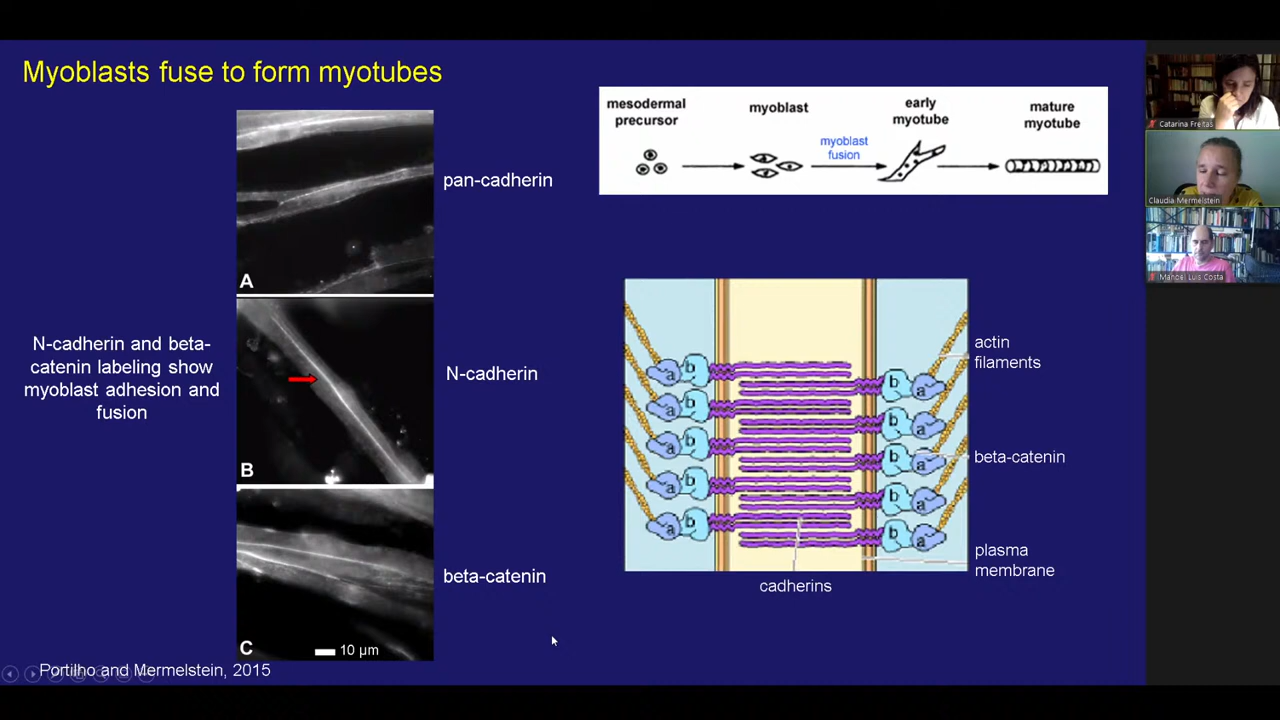 Myoblasts fuse to form myotubes
mesodermal
precursor
myoblast
early
myotube
mature
myotube
myoblast
fusion
pan-cadherin
A
N-cadherin and beta-
catenin labeling show
myoblast adhesion and
fusion
N-cadherin
B
beta-catenin
C
10 µm
actin
filaments
beta-catenin
plasma
membrane
cadherins
a b
b a
a b
b a
a b
b a
a b
b a
a b
b a
Portilho and Mermelstein, 2015
Catarina Freitas
Claudia Mermelstein
Manoel Luis Costa